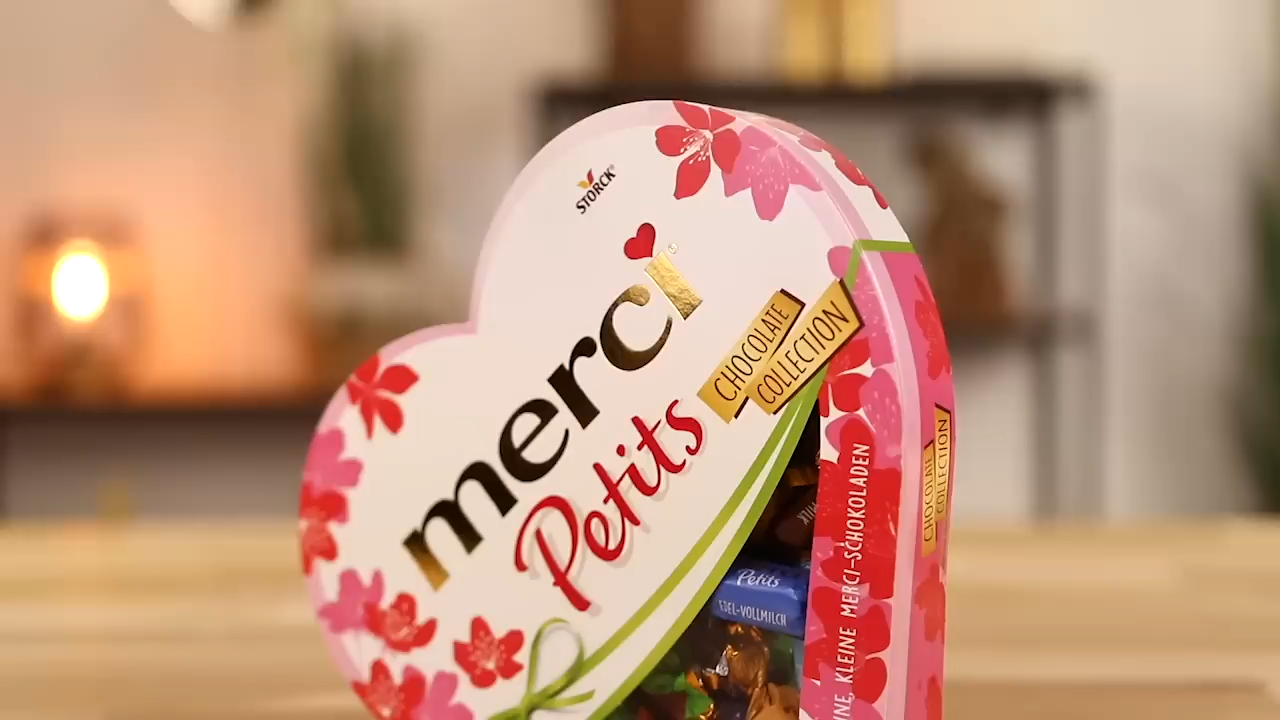 STORCK
merci
Petits
CHOCOLATE
COLLECTION
Petits
EDEL-VOLLMILCH
KLEINE MERCI-SCHOKOLADEN
CHOCOLATE
COLLECTION